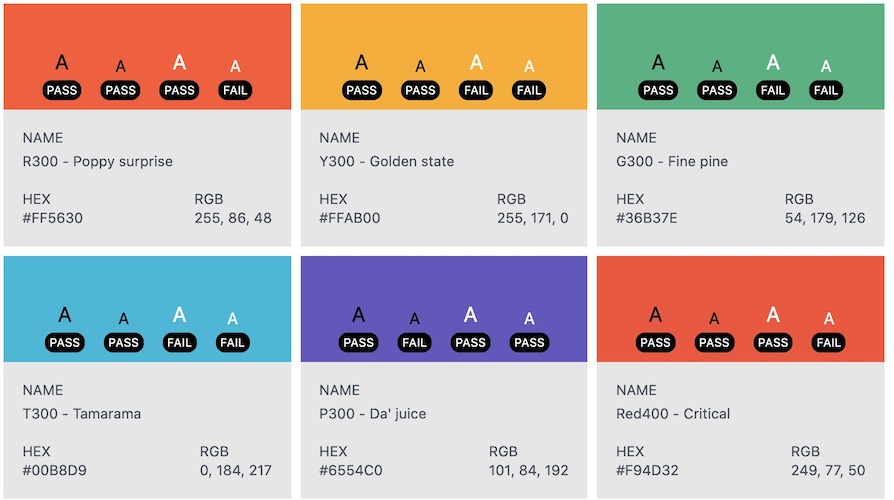 A A A A
PASS PASS PASS FAIL
NAME
R300 - Poppy surprise
HEX RGB
#FF5630 255, 86, 48
A A A A
PASS PASS FAIL FAIL
NAME
Y300 - Golden state
HEX RGB
#FFAB00 255, 171, 0
A A A A
PASS PASS FAIL FAIL
NAME
G300 - Fine pine
HEX RGB
#36B37E 54, 179, 126
A A A A
PASS PASS FAIL FAIL
NAME
T300 - Tamarama
HEX RGB
#00B8D9 0, 184, 217
A A A A
PASS FAIL PASS PASS
NAME
P300 - Da' juice
HEX RGB
#6554C0 101, 84, 192
A A A A
PASS PASS PASS FAIL
NAME
Red400 - Critical
HEX RGB
#F94D32 249, 77, 50